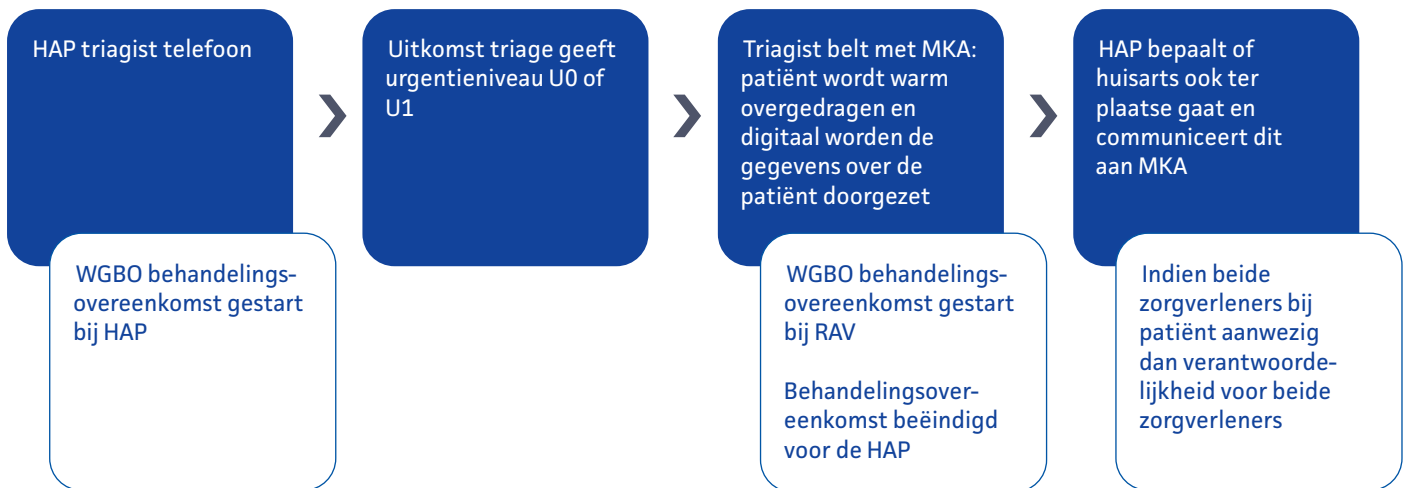 HAP triagist telefoon
WGBO behandelings-
overeenkomst gestart
bij HAP
Uitkomst triage geeft
urgentieniveau U0 of
U1
Triagist belt met MKA:
patiënt wordt warm
overgedragen en
digitaal worden de
gegevens over de
patiënt doorgezet
WGBO behandelings-
overeenkomst gestart
bij RAV
Behandelingsover-
eenkomst beëindigd
voor de HAP
HAP bepaalt of
huisarts ook ter
plaatse gaat en
communiceert dit
aan MKA
Indien beide
zorgverleners bij
patiënt aanwezig
dan verantwoorde-
lijkheid voor beide
zorgverleners